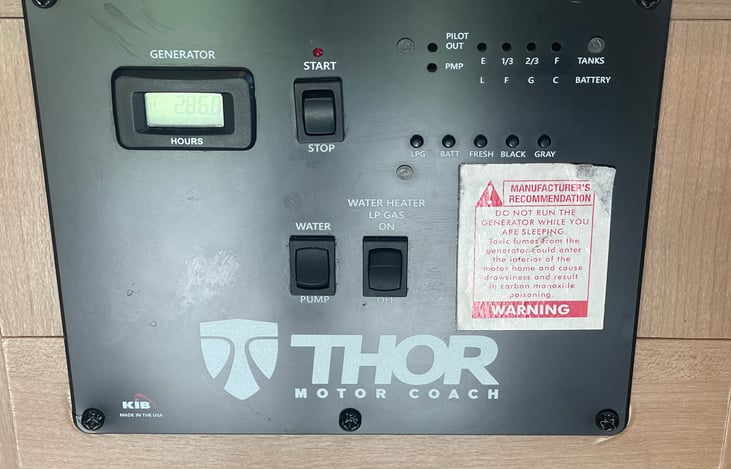 GENERATOR
286.8
HOURS
START
STOP
PILOT
OUT
PMP
E 1/3 2/3 F
TANKS
L F G C
BATTERY
LPG BATT FRESH BLACK GRAY
WATER
PUMP
WATER HEATER
LP GAS
ON
OFF
MANUFACTURER'S
RECOMMENDATION
DO NOT RUN THE
GENERATOR WHILE YOU
ARE SLEEPING.
Toxic fumes from the
generator could enter
the interior of the
motor home and cause
drowsiness and result
in carbon monoxide
poisoning.
WARNING
THOR
MOTOR COACH
KIB
MADE IN THE USA